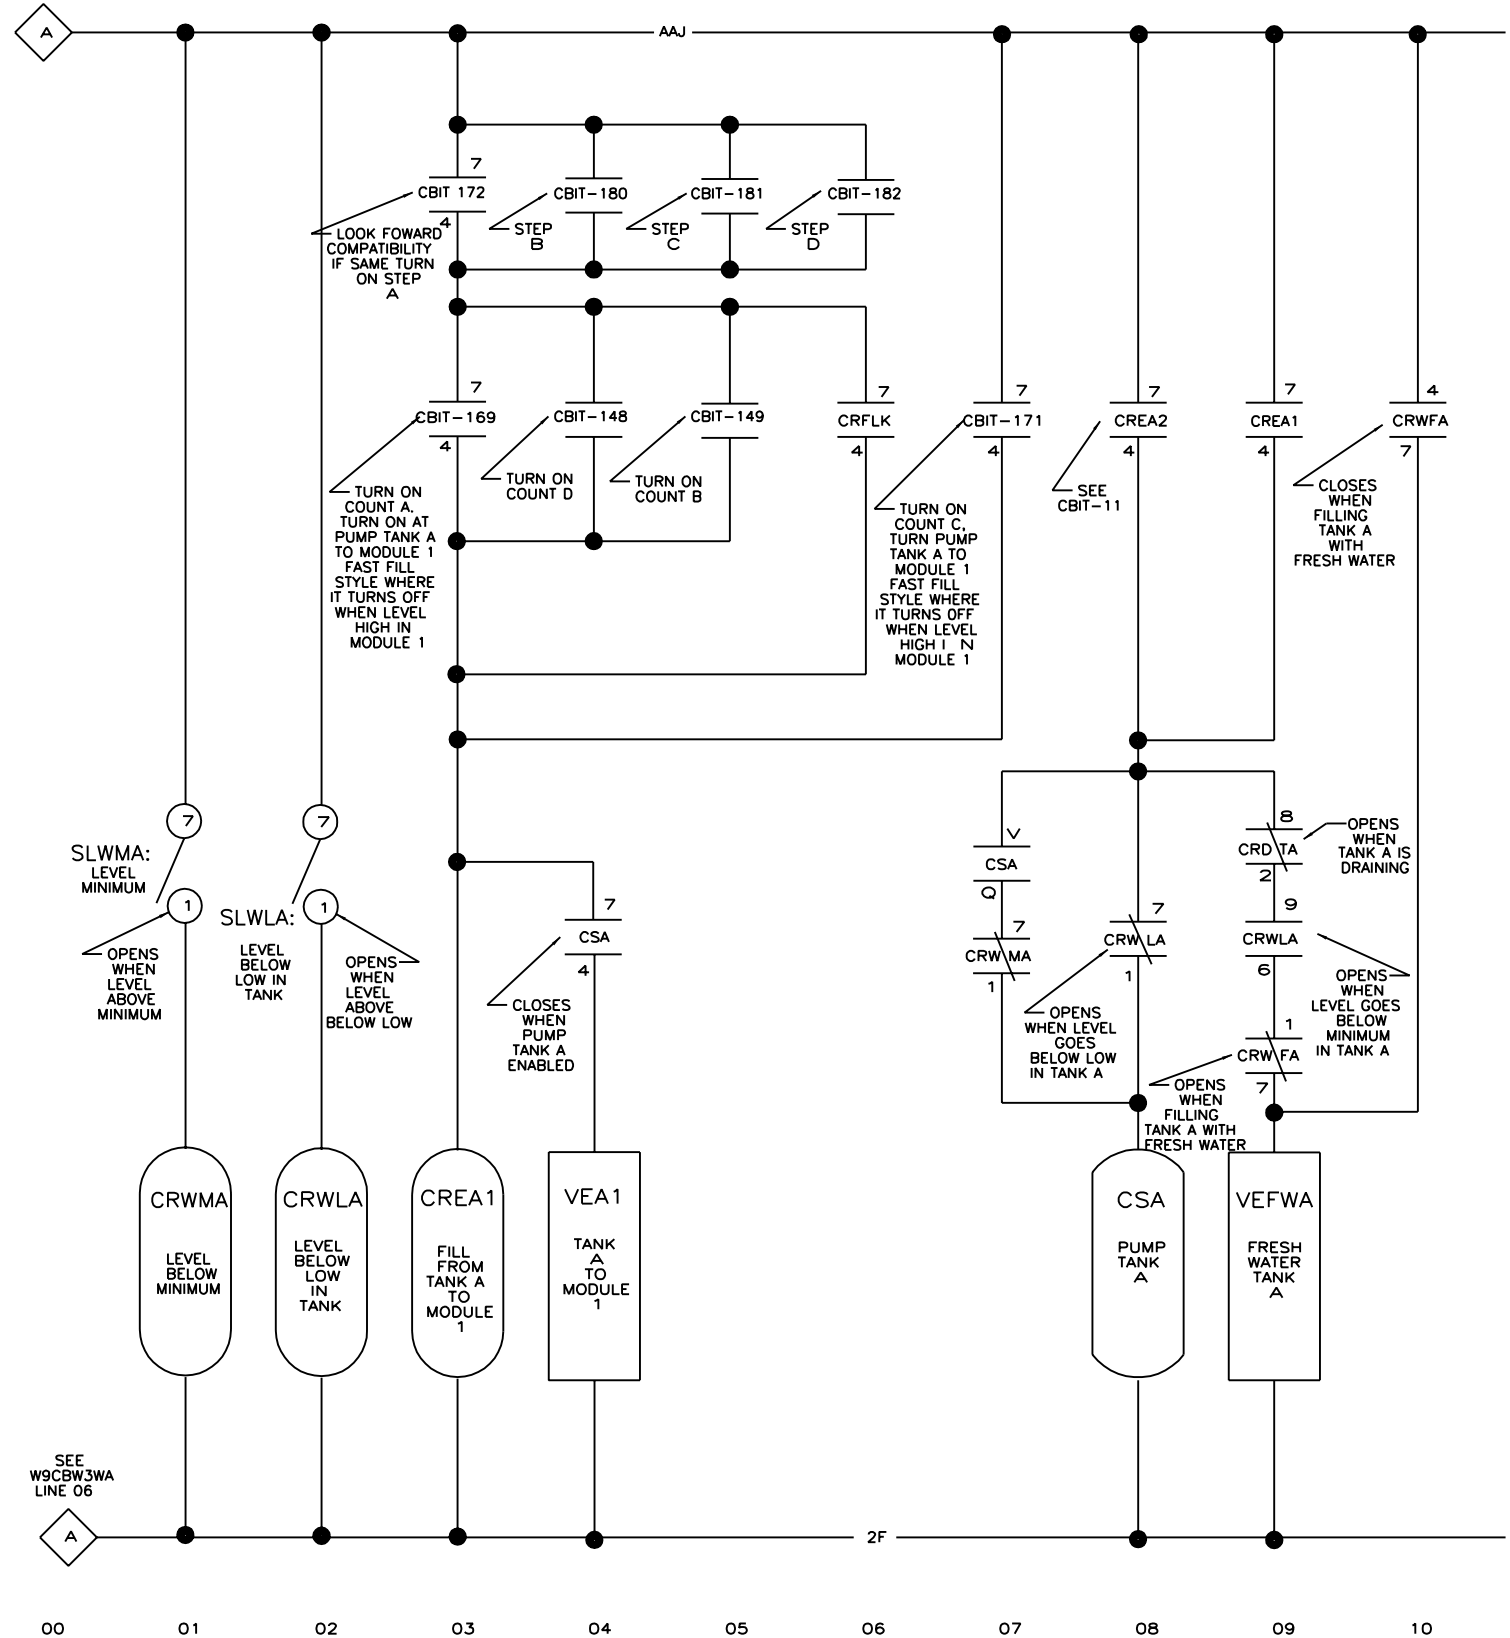 A
AAJ
7
CBIT 172
4
LOOK FOWARD
COMPATIBILITY
IF SAME TURN
ON STEP
A
CBIT-180
STEP
B
CBIT-181
STEP
C
CBIT-182
STEP
D
7
CBIT-169
4
TURN ON
COUNT A.
TURN ON AT
PUMP TANK A
TO MODULE 1
FAST FILL
STYLE WHERE
IT TURNS OFF
WHEN LEVEL
HIGH IN
MODULE 1
CBIT-148
TURN ON
COUNT D
CBIT-149
TURN ON
COUNT B
7
CRFLK
4
7
CBIT-171
4
TURN ON
COUNT C,
TURN PUMP
TANK A TO
MODULE 1
FAST FILL
STYLE WHERE
IT TURNS OFF
WHEN LEVEL
HIGH I N
MODULE 1
7
CREA2
4
SEE
CBIT-11
7
CREA1
4
4
CRWFA
7
CLOSES
WHEN
FILLING
TANK A
WITH
FRESH WATER
7
SLWMA:
LEVEL
MINIMUM
1
OPENS
WHEN
LEVEL
ABOVE
MINIMUM
7
SLWLA:
1
LEVEL
BELOW
LOW IN
TANK
OPENS
WHEN
LEVEL
ABOVE
BELOW LOW
7
CSA
4
CLOSES
WHEN
PUMP
TANK A
ENABLED
V
CSA
Q
7
CRW MA
1
7
CRW LA
1
OPENS
WHEN LEVEL
GOES
BELOW LOW
IN TANK A
8
CRD TA
2
OPENS
WHEN
TANK A IS
DRAINING
9
CRWLA
6
OPENS
WHEN
LEVEL GOES
BELOW
MINIMUM
IN TANK A
1
CRW FA
7
OPENS
WHEN
FILLING
TANK A WITH
FRESH WATER
CRWMA
LEVEL
BELOW
MINIMUM
CRWLA
LEVEL
BELOW
LOW
IN
TANK
CREA1
FILL
FROM
TANK A
TO
MODULE
1
VEA1
TANK
A
TO
MODULE
1
CSA
PUMP
TANK
A
VEFWA
FRESH
WATER
TANK
A
SEE
W9CBW3WA
LINE 06
A
2F
00 01 02 03 04 05 06 07 08 09 10